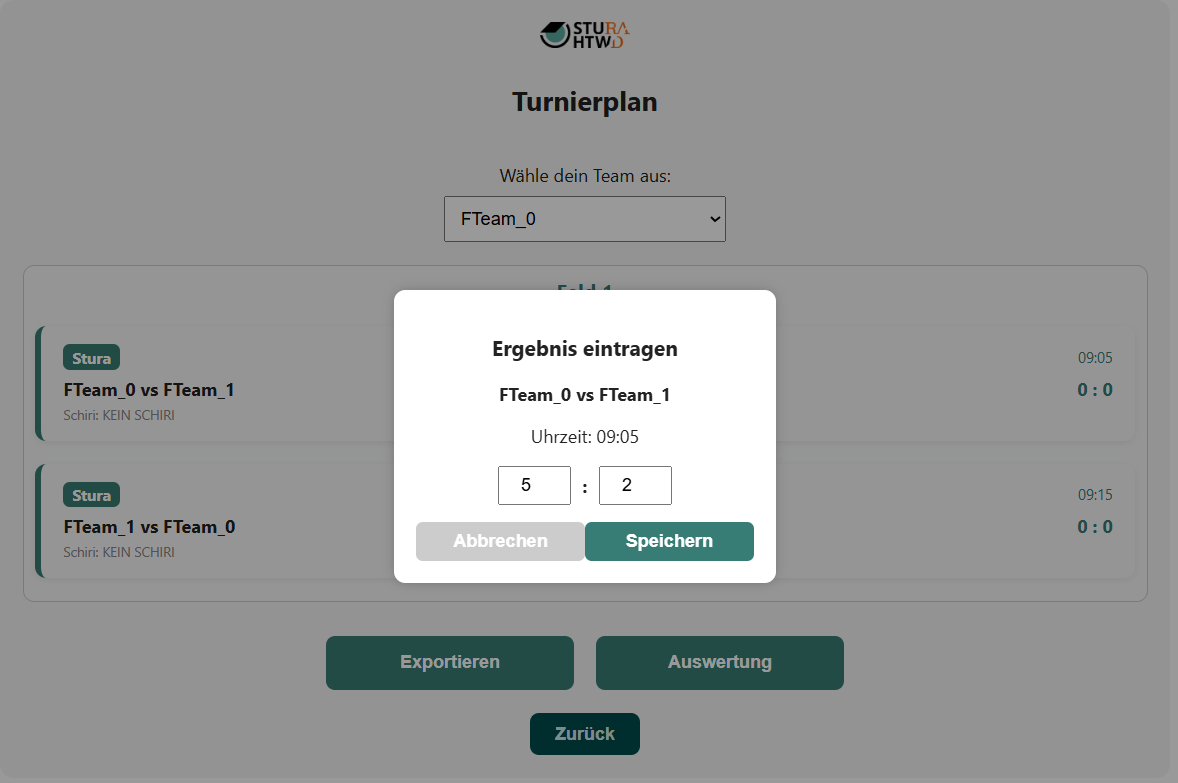 STURA
HTWD
Turnierplan
Wähle dein Team aus:
FTeam_0
Feld 1
Ergebnis eintragen
FTeam_0 vs FTeam_1
Uhrzeit: 09:05
5 : 2
Abbrechen Speichern
Stura 09:05
FTeam_0 vs FTeam_1 0 : 0
Schiri: KEIN SCHIRI
Stura 09:15
FTeam_1 vs FTeam_0 0 : 0
Schiri: KEIN SCHIRI
Exportieren Auswertung
Zurück